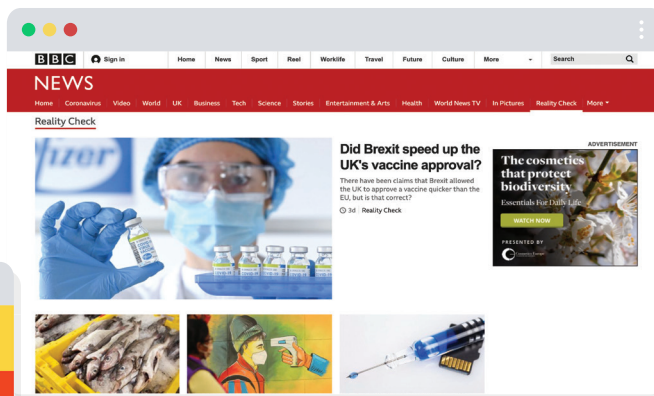 BBC Sign in Home News Sport Reel Worklife Travel Future Culture More Search
NEWS
Home Coronavirus Video World UK Business Tech Science Stories Entertainment & Arts Health World News TV In Pictures Reality Check More
Reality Check
izer
Did Brexit speed up the
UK's vaccine approval?
There have been claims that Brexit allowed
the UK to approve a vaccine quicker than the
EU, but is that correct?
3d Reality Check
ADVERTISEMENT
The cosmetics
that protect
biodiversity
Essentials For Daily Life
WATCH NOW
PRESENTED BY
Cosmetics Europe